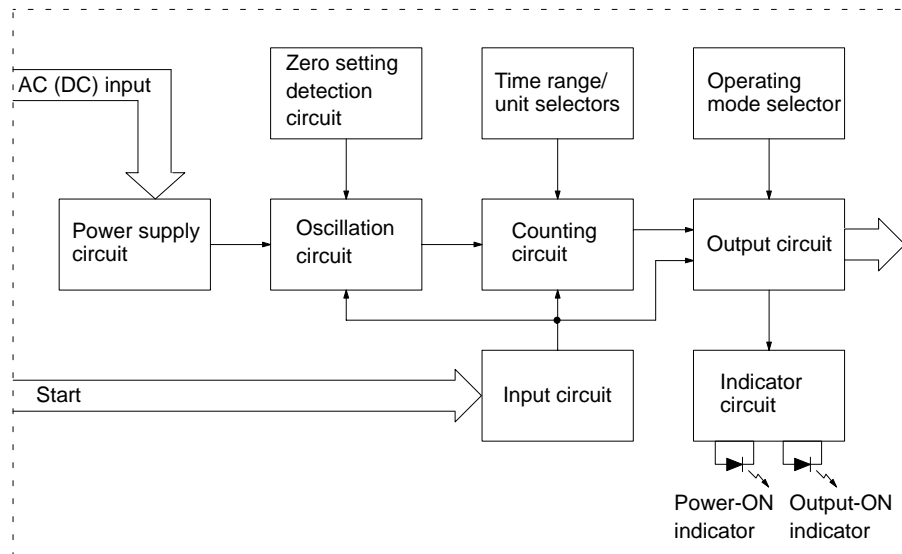 AC (DC) input
Zero setting
detection
circuit
Time range/
unit selectors
Operating
mode selector
Power supply
circuit
Oscillation
circuit
Counting
circuit
Output circuit
Start
Input circuit
Indicator
circuit
Power-ON
indicator
Output-ON
indicator